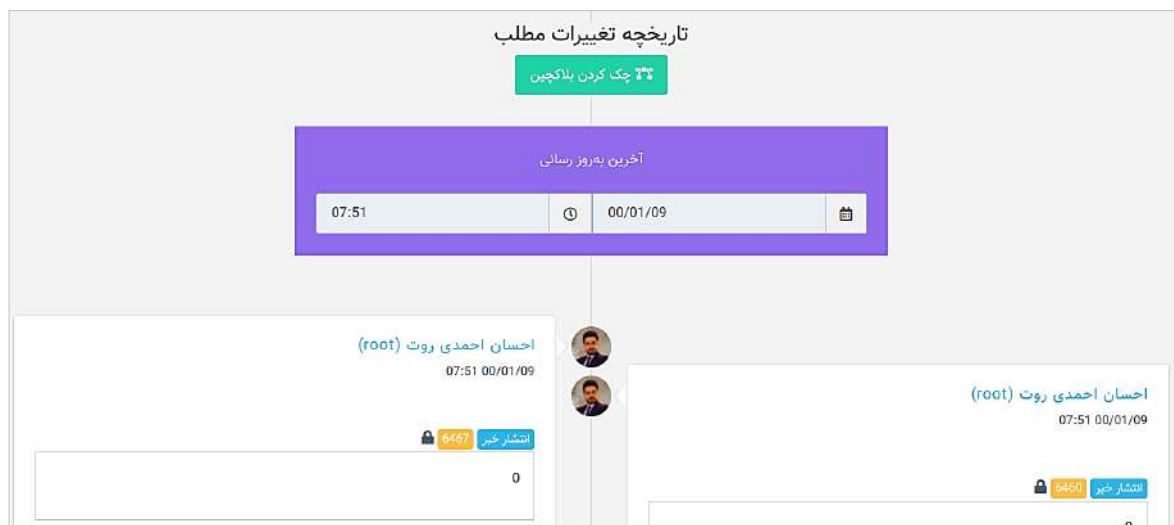 تاریخچه تغییرات مطلب
چک کردن بلاکچین
آخرین به‌روز رسانی
00/01/09
07:51
احسان احمدی روت (root)
07:51 00/01/09
انتشار خبر 6467
0
احسان احمدی روت (root)
07:51 00/01/09
انتشار خبر 6460